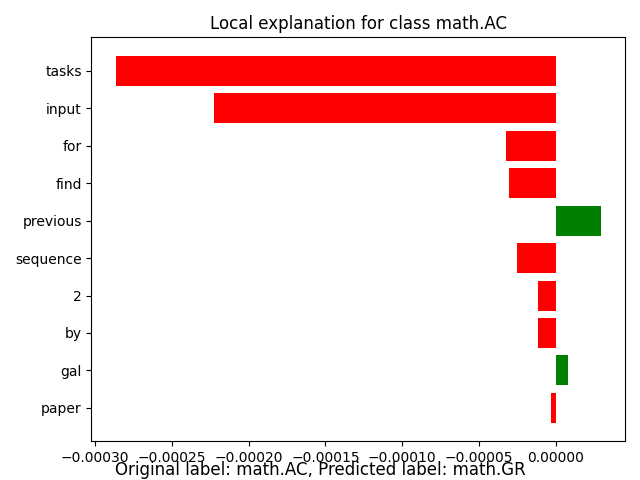 Local explanation for class math.AC
tasks
input
for
find
previous
sequence
2
by
gal
paper
−0.00030 −0.00025 −0.00020 −0.00015 −0.00010 −0.00005 0.00000
Original label: math.AC, Predicted label: math.GR